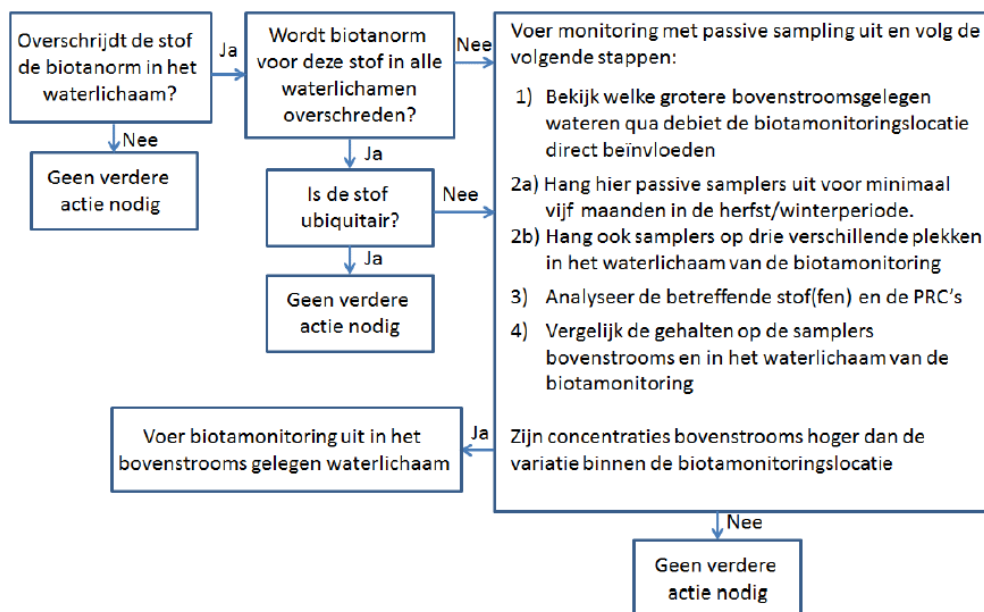 Overschrijdt de stof
de biotanorm in het
waterlichaam?
Ja
Nee
Geen verdere
actie nodig
Wordt biotanorm
voor deze stof in alle
waterlichamen
overschreden?
Nee
Ja
Is de stof
ubiquitair?
Nee
Ja
Geen verdere
actie nodig
Voer monitoring met passive sampling uit en volg de
volgende stappen:
1) Bekijk welke grotere bovenstroomsgelegen
wateren qua debiet de biotamonitoringslocatie
direct beïnvloeden
2a) Hang hier passive samplers uit voor minimaal
vijf maanden in de herfst/winterperiode.
2b) Hang ook samplers op drie verschillende plekken
in het waterlichaam van de biotamonitoring
3) Analyseer de betreffende stof(fen) en de PRC's
4) Vergelijk de gehalten op de samplers
bovenstrooms en in het waterlichaam van de
biotamonitoring
Zijn concentraties bovenstrooms hoger dan de
variatie binnen de biotamonitoringslocatie
Ja
Voer biotamonitoring uit in het
bovenstrooms gelegen waterlichaam
Nee
Geen verdere
actie nodig